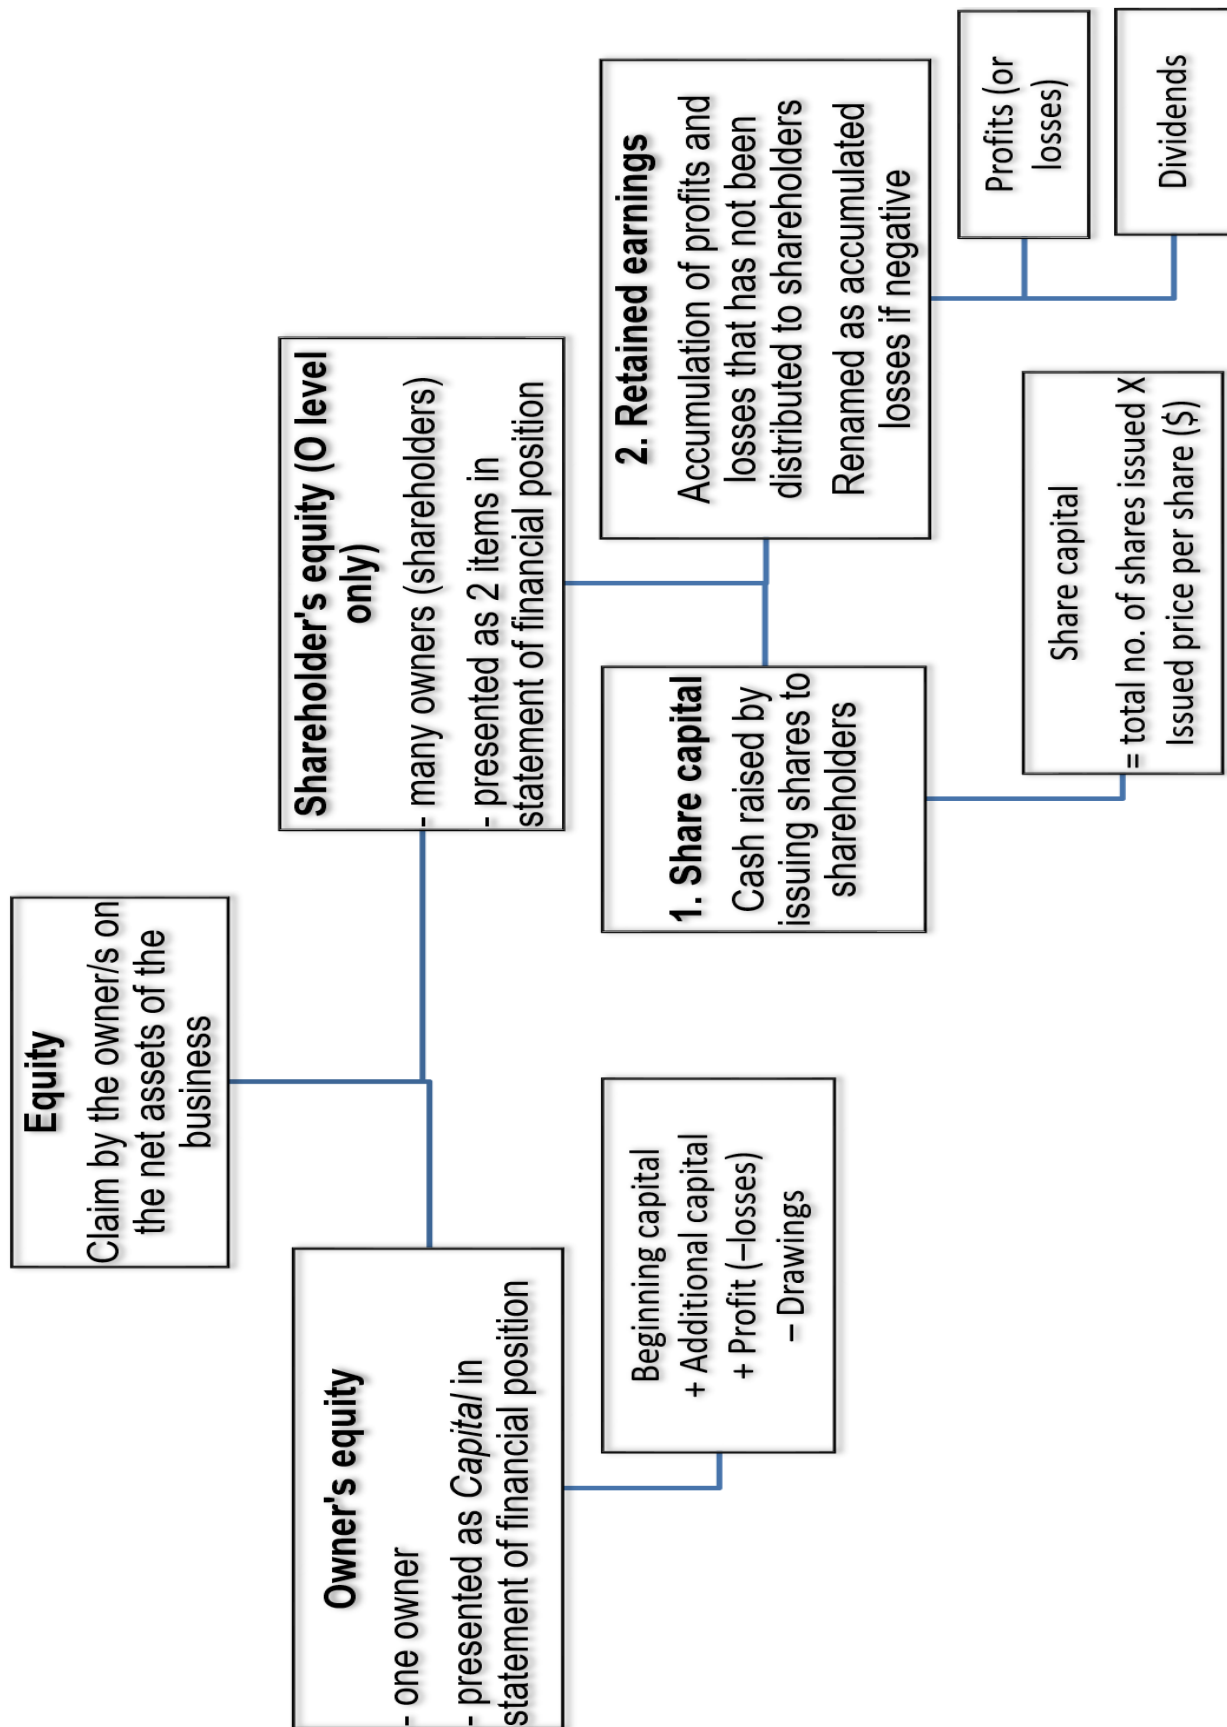 Equity
Claim by the owner/s on
the net assets of the
business
Owner's equity
- one owner
- presented as Capital in
statement of financial position
Beginning capital
+ Additional capital
+ Profit (–losses)
– Drawings
Shareholder's equity (O level
only)
- many owners (shareholders)
- presented as 2 items in
statement of financial position
1. Share capital
Cash raised by
issuing shares to
shareholders
Share capital
= total no. of shares issued X
Issued price per share ($)
2. Retained earnings
Accumulation of profits and
losses that has not been
distributed to shareholders
Renamed as accumulated
losses if negative
Profits (or
losses)
Dividends